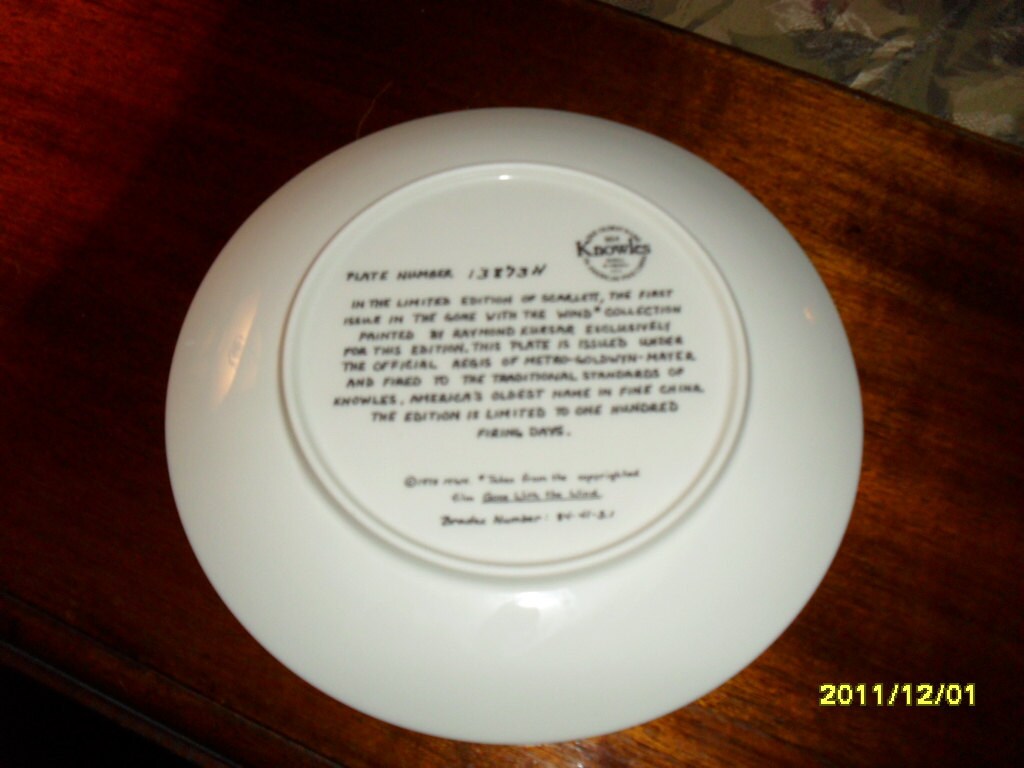 Knowles
PLATE NUMBER 13873N
IN THE LIMITED EDITION OF SCARLETT, THE FIRST
ISSUE IN THE GONE WITH THE WIND* COLLECTION
PAINTED BY RAYMOND KURSAR EXCLUSIVELY
FOR THIS EDITION. THIS PLATE IS ISSUED UNDER
THE OFFICIAL AEGIS OF METRO-GOLDWYN-MAYER
AND FIRED TO THE TRADITIONAL STANDARDS OF
KNOWLES, AMERICA'S OLDEST NAME IN FINE CHINA.
THE EDITION IS LIMITED TO ONE HUNDRED
FIRING DAYS.
* Taken from the copyrighted
film Gone With the Wind.
Bradex Number:
2011/12/01